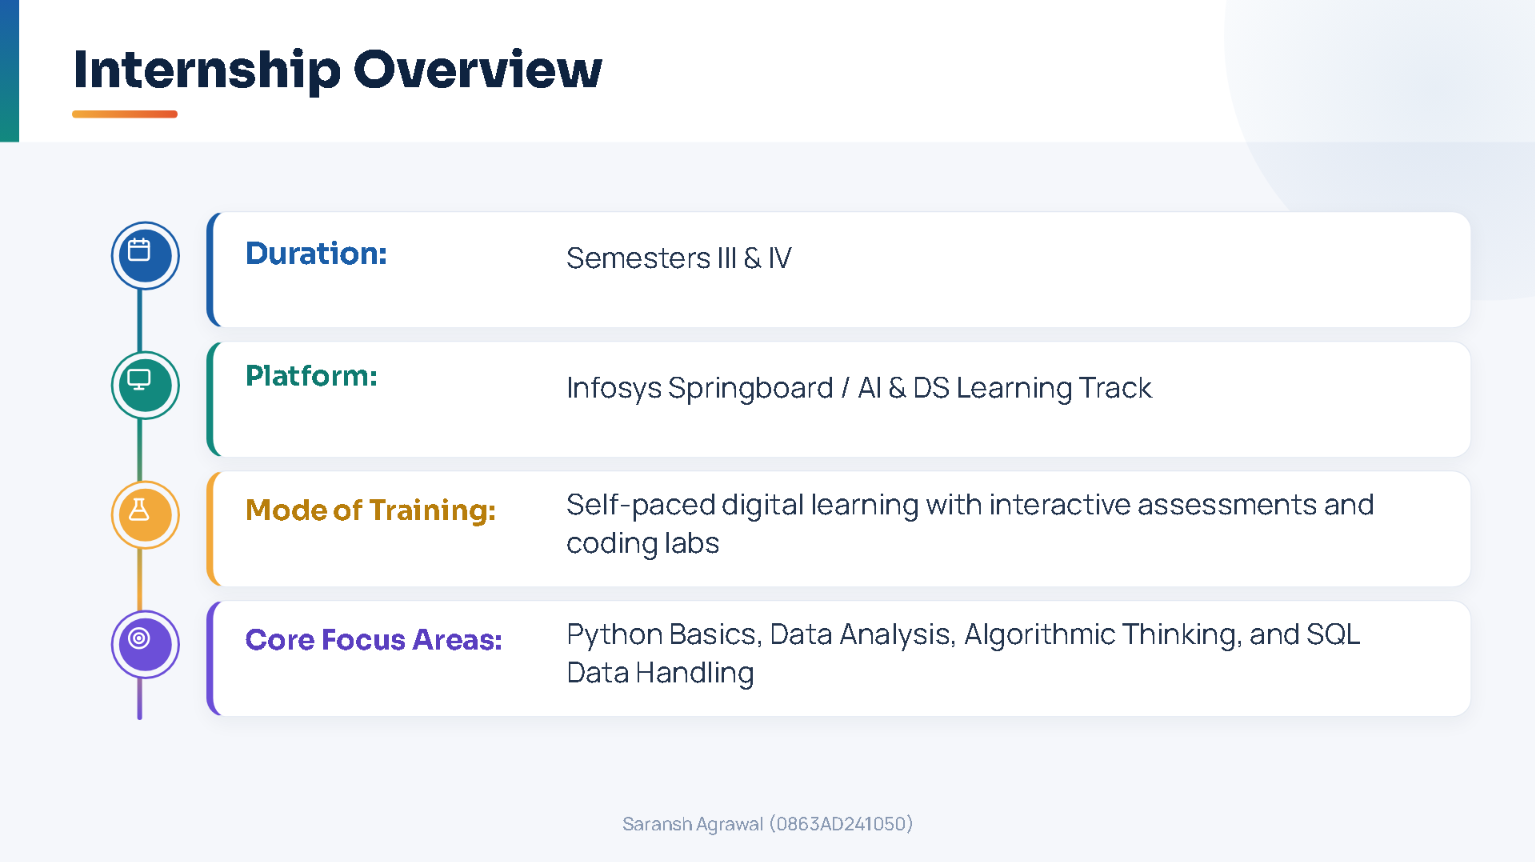 Internship Overview
Duration:
Semesters III & IV
Platform:
Infosys Springboard / AI & DS Learning Track
Mode of Training:
Self-paced digital learning with interactive assessments and
coding labs
Core Focus Areas:
Python Basics, Data Analysis, Algorithmic Thinking, and SQL
Data Handling
Saransh Agrawal (0863AD241050)